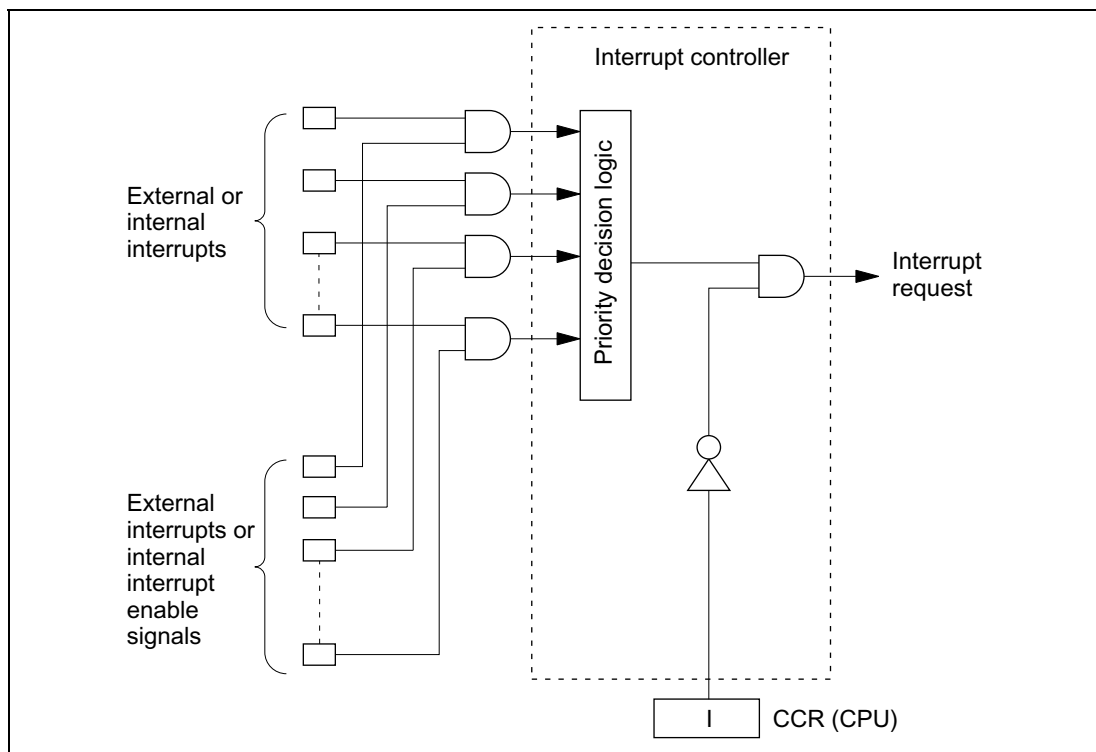 Interrupt controller
External or
internal
interrupts
Priority decision logic
Interrupt
request
External
interrupts or
internal
interrupt
enable
signals
I
CCR (CPU)